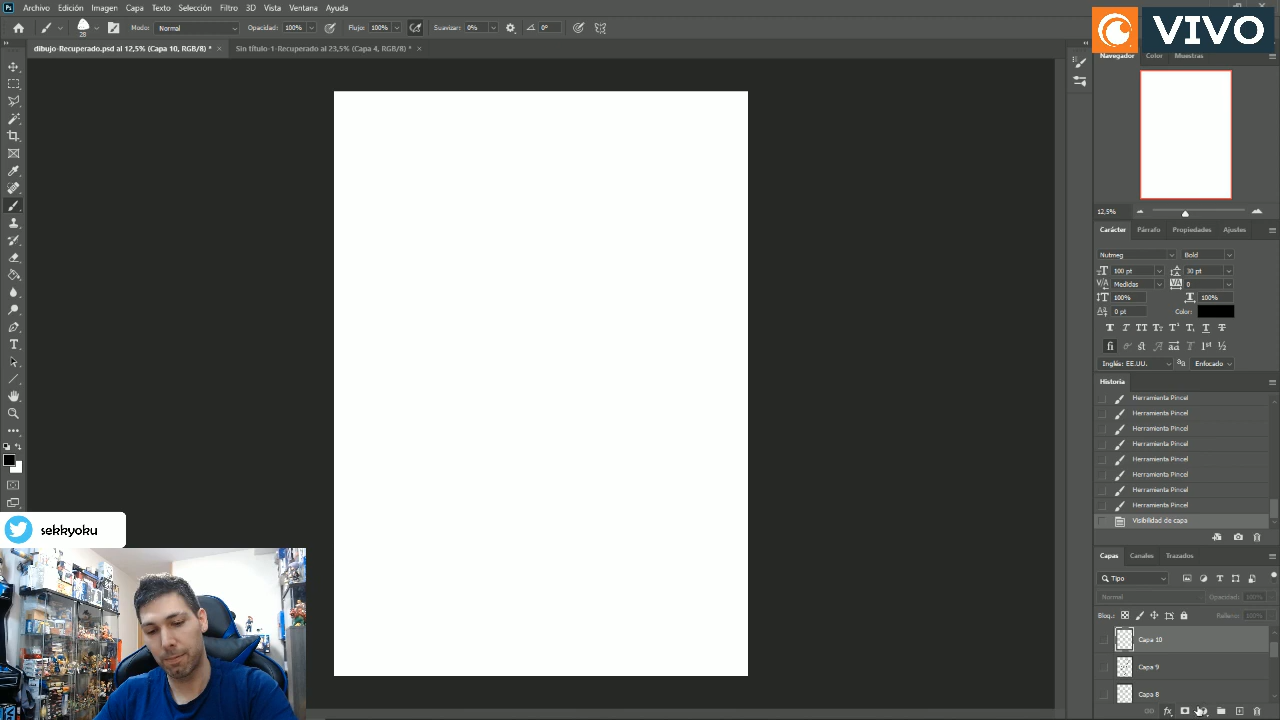 Archivo Edición Imagen Capa Texto Selección Filtro 3D Vista Ventana Ayuda
VIVO
28 Modo: Normal Opacidad: 100% Flujo: 100% Suavizar: 0% 0°
dibujo-Recuperado.psd al 12,5% (Capa 10, RGB/8) * × Sin título-1-Recuperado al 23,5% (Capa 4, RGB/8) * ×
Navegador Color Muestras
12,5%
Carácter Párrafo Propiedades Ajustes
Nutmeg Bold
100 pt 30 pt
Medidas 0
100% 100%
0 pt Color:
Inglés: EE.UU. aa Enfocado
Historia
Herramienta Pincel
Herramienta Pincel
Herramienta Pincel
Herramienta Pincel
Herramienta Pincel
Herramienta Pincel
Herramienta Pincel
Herramienta Pincel
Visibilidad de capa
sekkyoku
Capas Canales Trazados
Tipo
Normal Opacidad: 100%
Bloq.: Relleno: 100%
Capa 10
Capa 9
Capa 8
fx